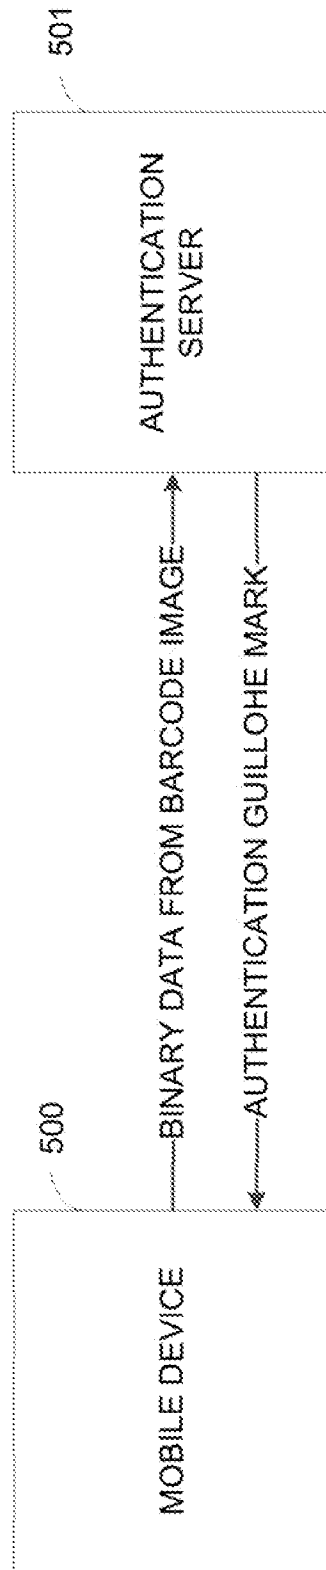 500
MOBILE DEVICE
BINARY DATA FROM BARCODE IMAGE
AUTHENTICATION GUILLOHE MARK
501
AUTHENTICATION
SERVER